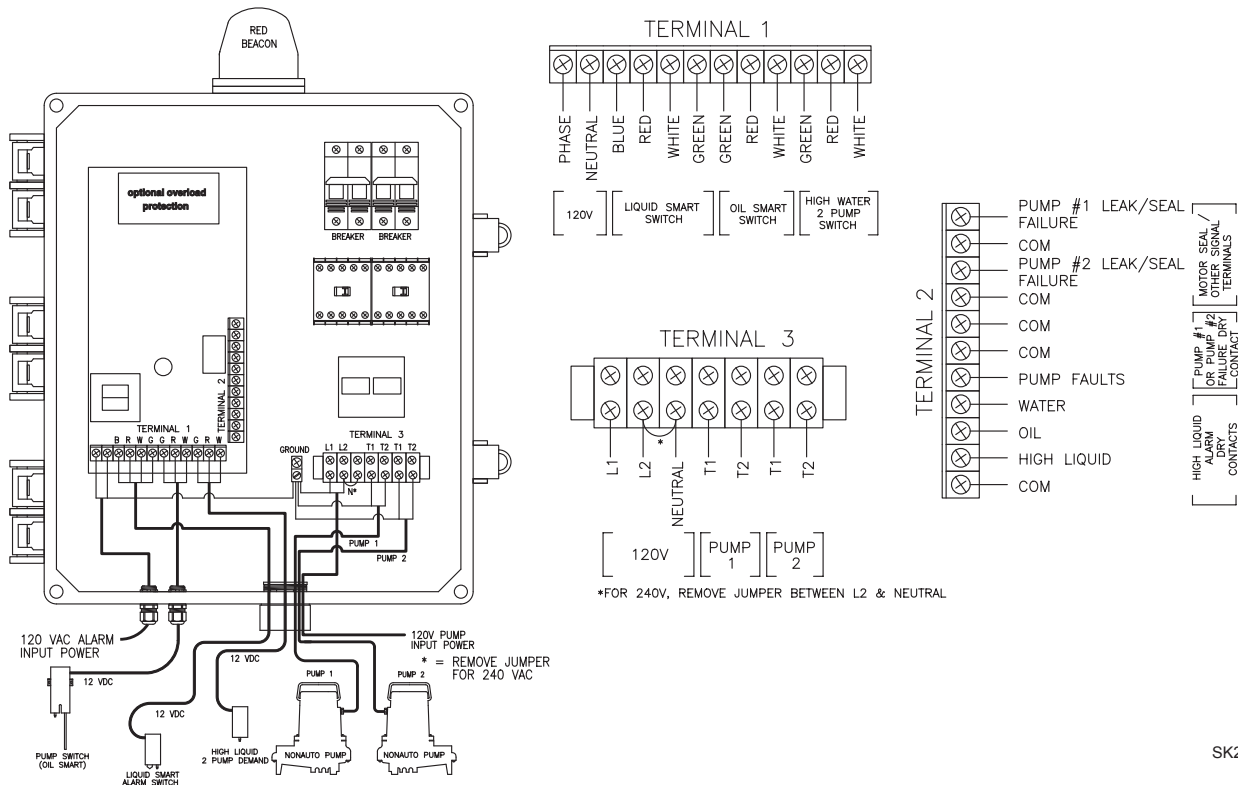 RED
BEACON
optional overload
protection
BREAKER BREAKER
TERMINAL 2
TERMINAL 1
B R W G G R W G R W
GROUND
TERMINAL 3
L1 L2 T1 T2 T1 T2
N*
PUMP 1
PUMP 2
120 VAC ALARM
INPUT POWER
12 VDC
12 VDC
12 VDC
PUMP SWITCH
(OIL SMART)
LIQUID SMART
ALARM SWITCH
HIGH LIQUID
2 PUMP DEMAND
120V PUMP
INPUT POWER
* = REMOVE JUMPER
FOR 240 VAC
PUMP 1
PUMP 2
NONAUTO PUMP
NONAUTO PUMP
TERMINAL 1
PHASE
NEUTRAL
BLUE
RED
WHITE
GREEN
GREEN
RED
WHITE
GREEN
RED
WHITE
120V
LIQUID SMART
SWITCH
OIL SMART
SWITCH
HIGH WATER
2 PUMP
SWITCH
TERMINAL 3
*
L1
L2
NEUTRAL
T1
T2
T1
T2
120V
PUMP
1
PUMP
2
*FOR 240V, REMOVE JUMPER BETWEEN L2 & NEUTRAL
TERMINAL 2
PUMP #1 LEAK/SEAL
FAILURE
COM
PUMP #2 LEAK/SEAL
FAILURE
COM
COM
COM
PUMP FAULTS
WATER
OIL
HIGH LIQUID
COM
MOTOR SEAL /
OTHER SIGNAL
TERMINALS
PUMP #1
OR PUMP #2
FAILURE DRY
CONTACT
HIGH LIQUID
ALARM
DRY
CONTACTS
SK2